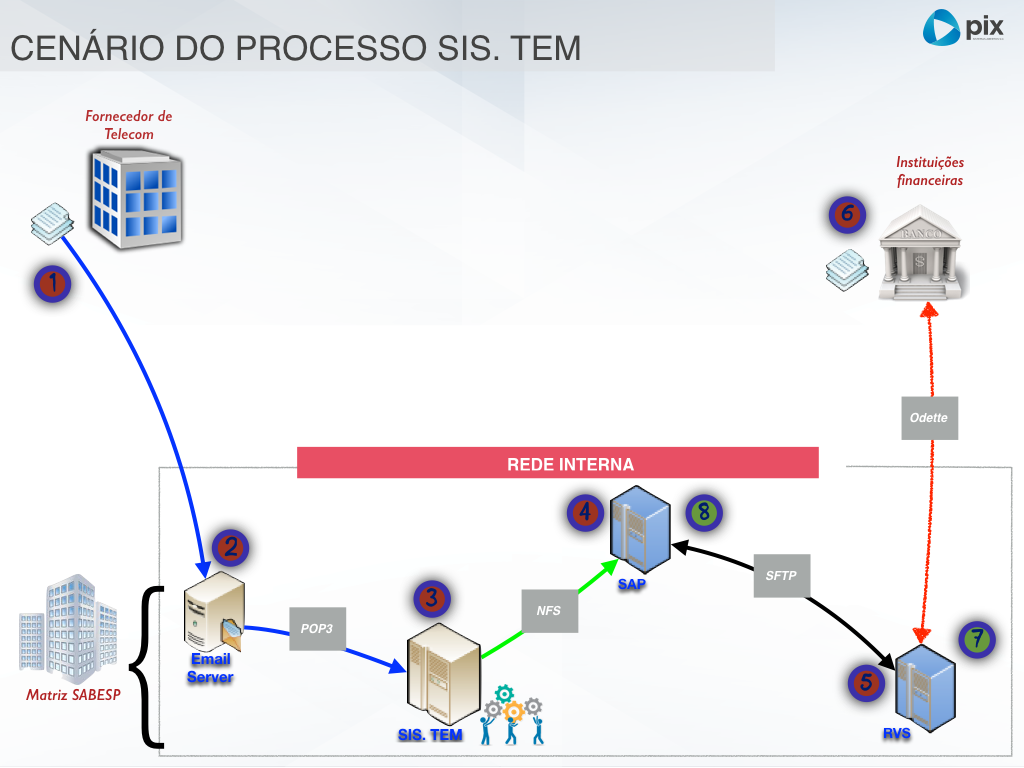 CENÁRIO DO PROCESSO SIS. TEM
pix
Fornecedor de
Telecom
Instituições
financeiras
6
BANCO
$
1
Odette
REDE INTERNA
4
8
2
SFTP
SAP
3
NFS
POP3
7
Email
Server
5
Matriz SABESP
SIS. TEM
RVS